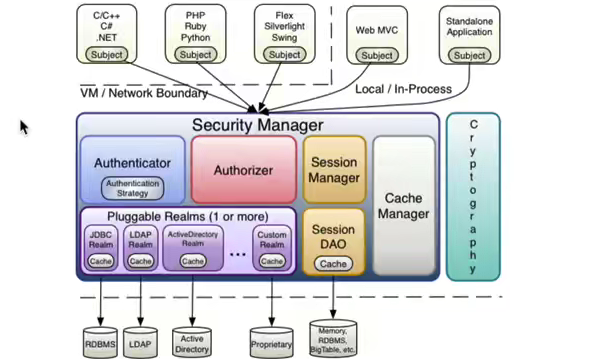 C/C++
C#
.NET
Subject
PHP
Ruby
Python
Subject
Flex
Silverlight
Swing
Subject
Web MVC
Subject
Standalone
Application
Subject
VM / Network Boundary
Local / In-Process
Security Manager
Authenticator
Authentication
Strategy
Authorizer
Session
Manager
Cache
Manager
Cryptography
Pluggable Realms (1 or more)
JDBC
Realm
Cache
LDAP
Realm
Cache
ActiveDirectory
Realm
Cache
...
Custom
Realm
Cache
Session
DAO
Cache
RDBMS
LDAP
Active
Directory
Proprietary
Memory,
RDBMS,
BigTable, etc.